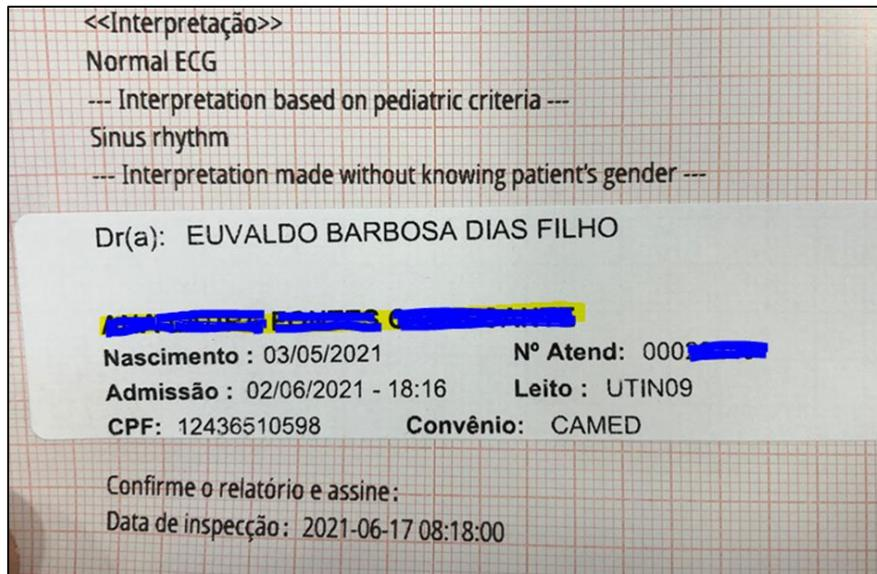 <<Interpretação>>
Normal ECG
--- Interpretation based on pediatric criteria ---
Sinus rhythm
--- Interpretation made without knowing patient's gender ---
Dr(a): EUVALDO BARBOSA DIAS FILHO
Nascimento : 03/05/2021 Nº Atend: 000
Admissão : 02/06/2021 - 18:16 Leito : UTIN09
CPF: 12436510598 Convênio: CAMED
Confirme o relatório e assine :
Data de inspecção : 2021-06-17 08:18:00